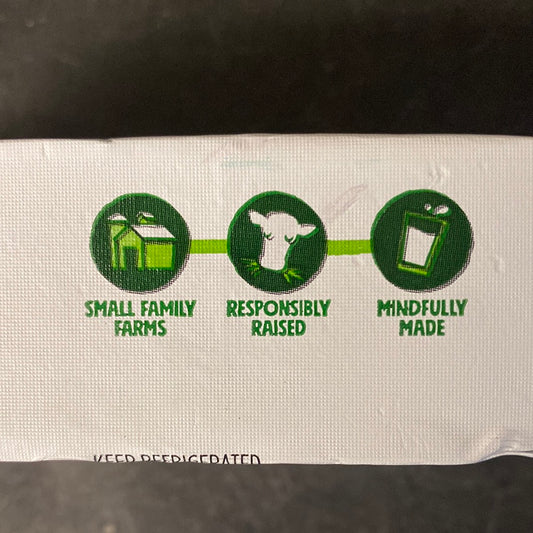 SMALL FAMILY
FARMS
RESPONSIBLY
RAISED
MINDFULLY
MADE
KEEP REFRIGERATED